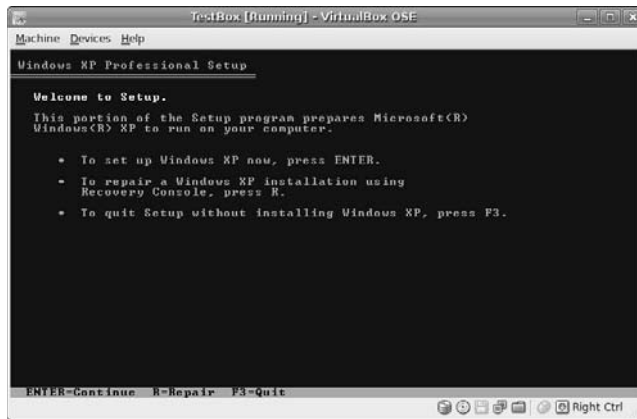 TestBox [Running] - VirtualBox OSE
Machine Devices Help
Windows XP Professional Setup
Welcome to Setup.
This portion of the Setup program prepares Microsoft(R)
Windows(R) XP to run on your computer.
• To set up Windows XP now, press ENTER.
• To repair a Windows XP installation using
Recovery Console, press R.
• To quit Setup without installing Windows XP, press F3.
ENTER=Continue R=Repair F3=Quit
Right Ctrl